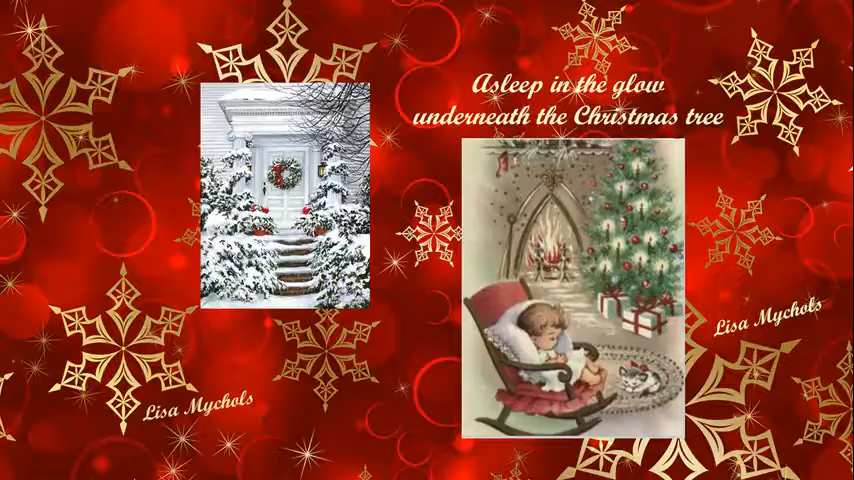 Asleep in the glow
underneath the Christmas tree
Lisa Mychols
Lisa Mychols